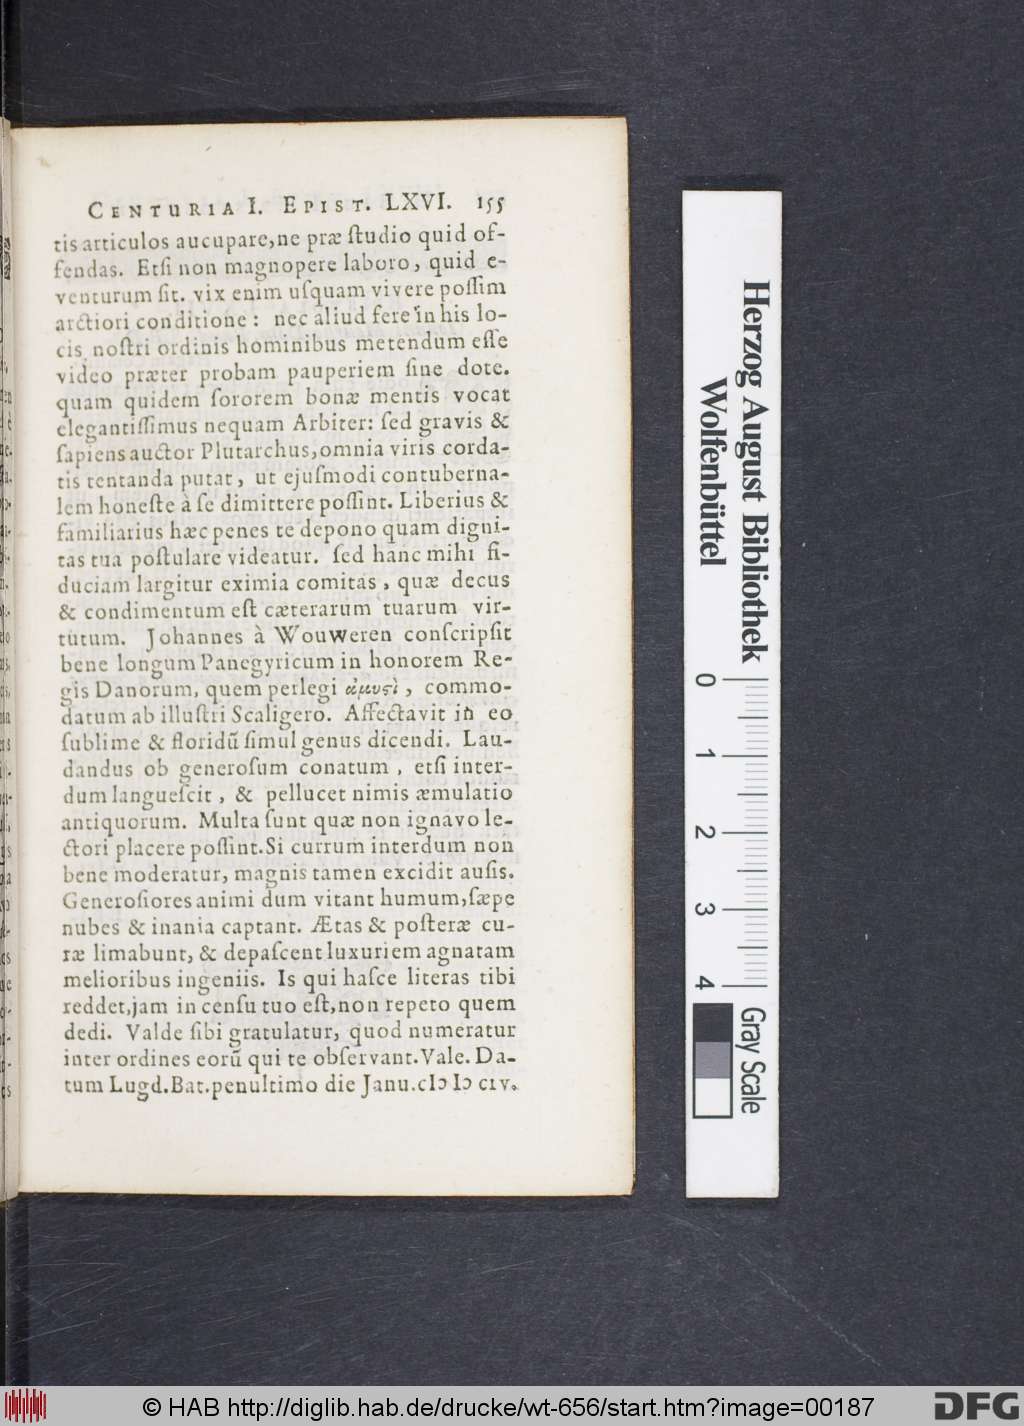 CENTURIA I. EPIST. LXVI. 155
tis articulos aucupare, ne præ ſtudio quid of-
fendas. Etſi non magnopere laboro, quid e-
venturum ſit. vix enim uſquam vivere poſſim
arctiori conditione: nec aliud fere in his lo-
cis noſtri ordinis hominibus metendum eſſe
video præter probam pauperiem ſine dote.
quam quidem ſororem bonæ mentis vocat
elegantiſſimus nequam Arbiter: ſed gravis &
ſapiens auctor Plutarchus, omnia viris corda-
tis tentanda putat, ut ejuſmodi contuberna-
lem honeſte à ſe dimittere poſſint. Liberius &
familiarius hæc penes te depono quam digni-
tas tua poſtulare videatur. ſed hanc mihi fi-
duciam largitur eximia comitas, quæ decus
& condimentum eſt cæterarum tuarum vir-
tutum. Johannes à Wouweren conſcripſit
bene longum Panegyricum in honorem Re-
gis Danorum, quem perlegi ἀμυςὶ, commo-
datum ab illuſtri Scaligero. Affectavit in eo
ſublime & floridũ ſimul genus dicendi. Lau-
dandus ob generoſum conatum, etſi inter-
dum langueſcit, & pellucet nimis æmulatio
antiquorum. Multa ſunt quæ non ignavo le-
ctori placere poſſint. Si currum interdum non
bene moderatur, magnis tamen excidit auſis.
Generoſiores animi dum vitant humum, ſæpe
nubes & inania captant. Ætas & poſteræ cu-
ræ limabunt, & depaſcent luxuriem agnatam
melioribus ingeniis. Is qui haſce literas tibi
reddet, jam in cenſu tuo eſt, non repeto quem
dedi. Valde ſibi gratulatur, quod numeratur
inter ordines eorũ qui te obſervant. Vale. Da-
tum Lugd. Bat. penultimo die Janu. cIↄ Iↄ cIv.
Herzog August Bibliothek
Wolfenbüttel
0 1 2 3 4
Gray Scale
© HAB http://diglib.hab.de/drucke/wt-656/start.htm?image=00187
DFG